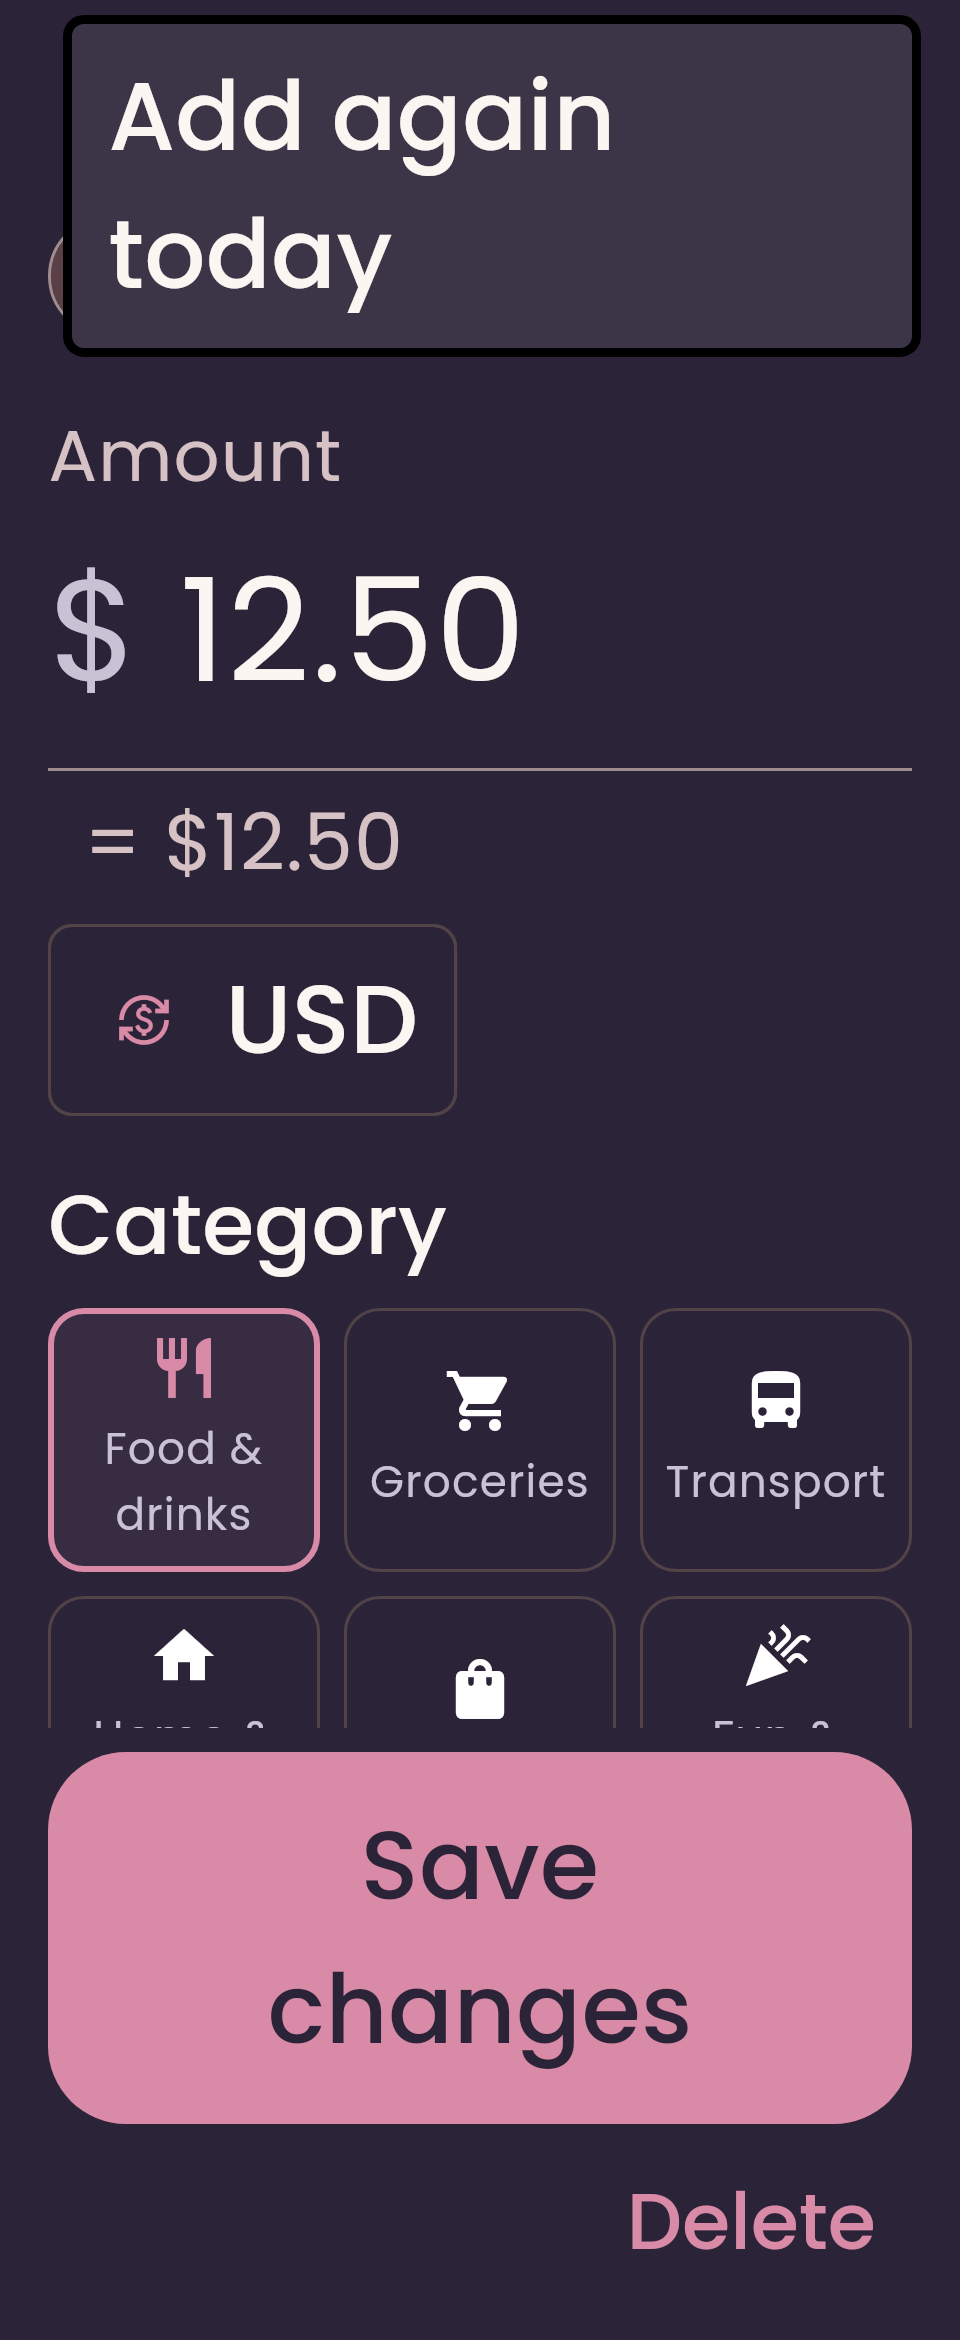 Add again
today
Amount
$ 12.50
= $12.50
USD
Category
Food &
drinks
Groceries
Transport
Save
changes
Delete